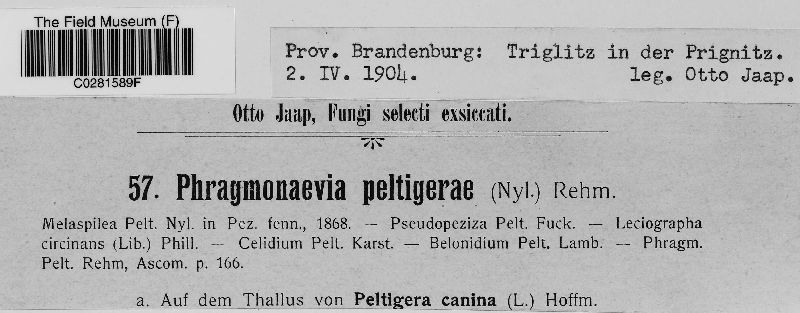 The Field Museum (F)
C0281589F
Prov. Brandenburg: Triglitz in der Prignitz.
2. IV. 1904. leg. Otto Jaap.
Otto Jaap, Fungi selecti exsiccati.
57. Phragmonaevia peltigerae (Nyl.) Rehm.
Melaspilea Pelt. Nyl. in Pez. fenn., 1868. — Pseudopeziza Pelt. Fuck. — Leciographa
circinans (Lib.) Phill. — Celidium Pelt. Karst. — Belonidium Pelt. Lamb. — Phragm.
Pelt. Rehm, Ascom. p. 166.
a. Auf dem Thallus von Peltigera canina (L.) Hoffm.